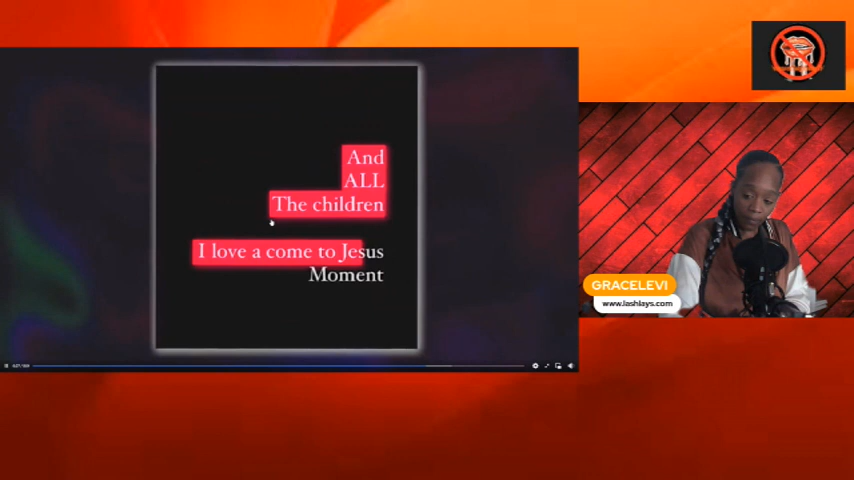 And
ALL
The children
I love a come to Jesus
Moment
GRACELEVI
www.lashlays.com